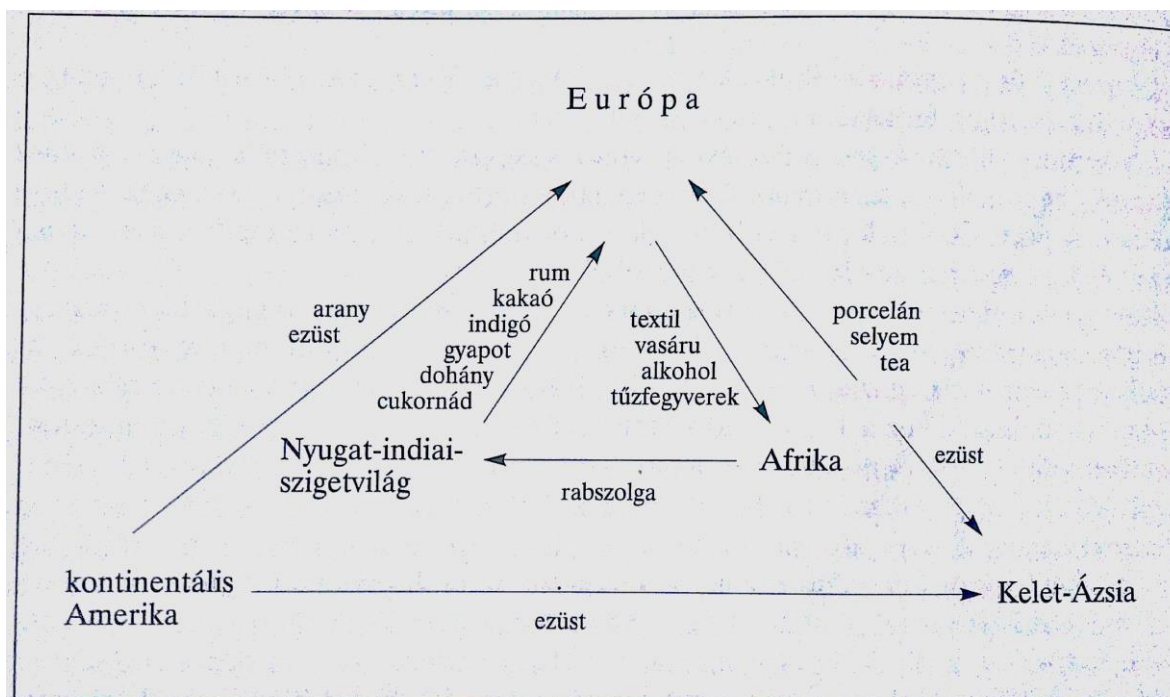 Európa
arany
ezüst
rum
kakaó
indigó
gyapot
dohány
cukornád
textil
vasáru
alkohol
tűzfegyverek
porcelán
selyem
tea
Nyugat-indiai-
szigetvilág
rabszolga
Afrika
ezüst
kontinentális
Amerika
ezüst
Kelet-Ázsia